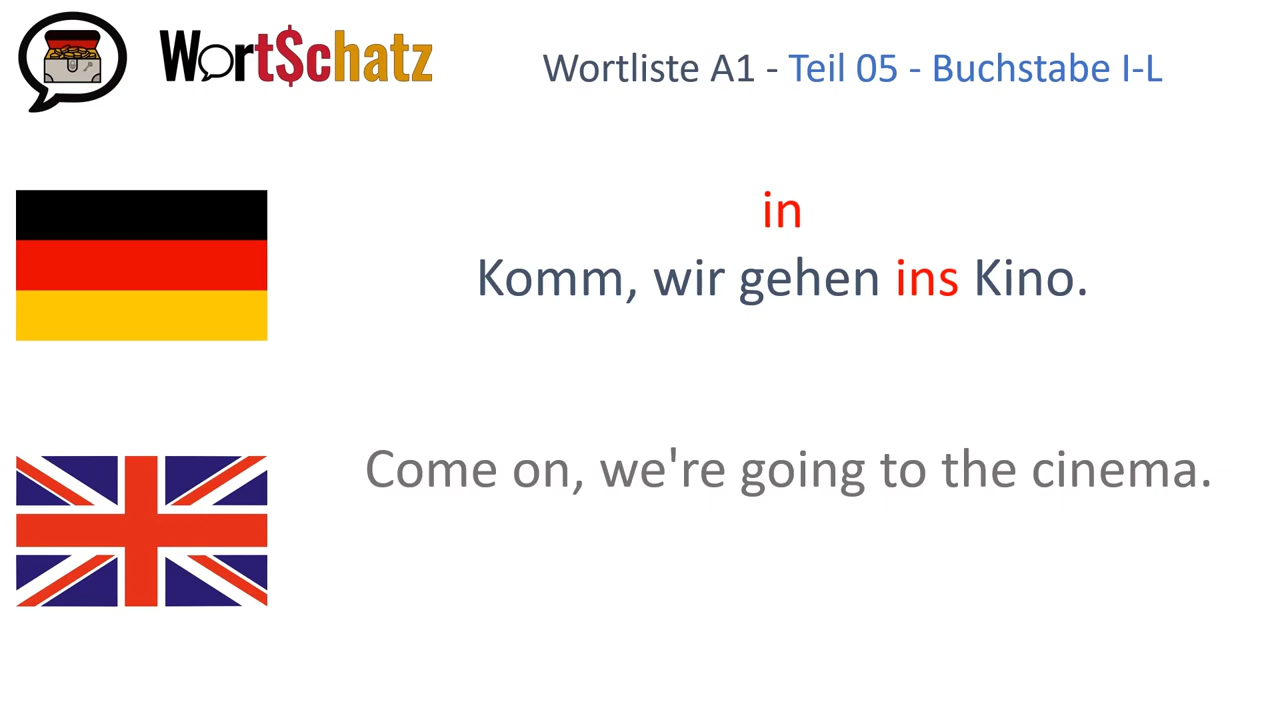 Wort$chatz
Wortliste A1 - Teil 05 - Buchstabe I-L
in
Komm, wir gehen ins Kino.
Come on, we're going to the cinema.